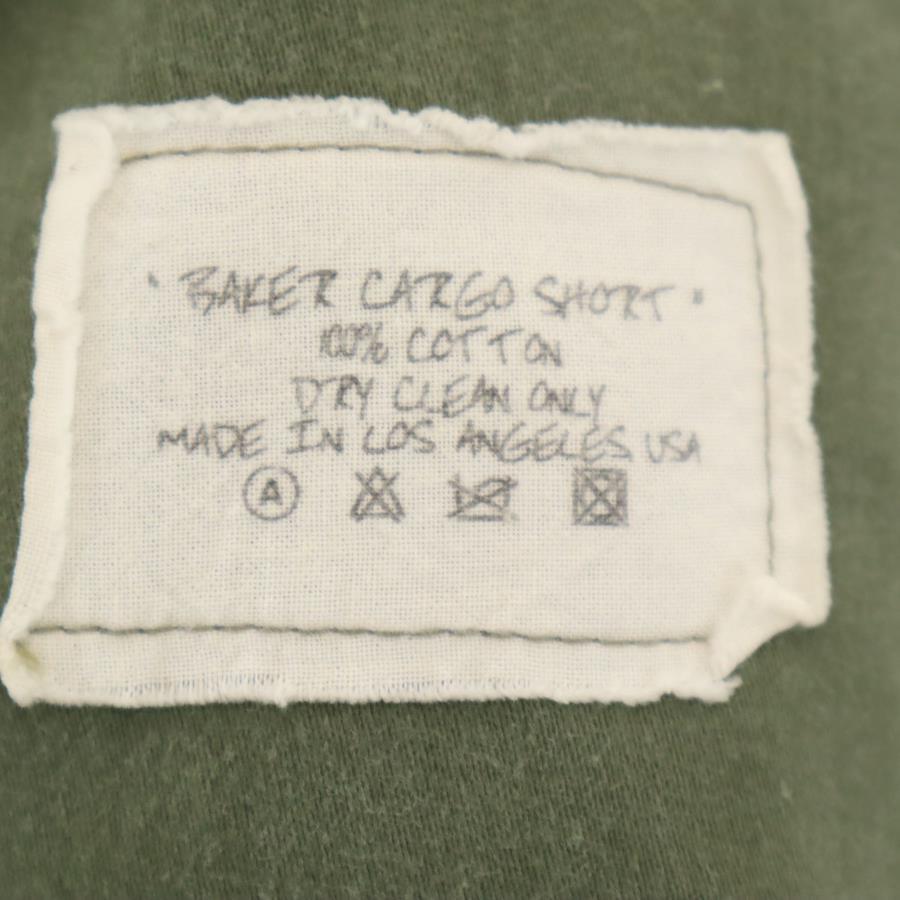 "BAKER CARGO SHORT"
100% COTTON
DRY CLEAN ONLY
MADE IN LOS ANGELES USA
A